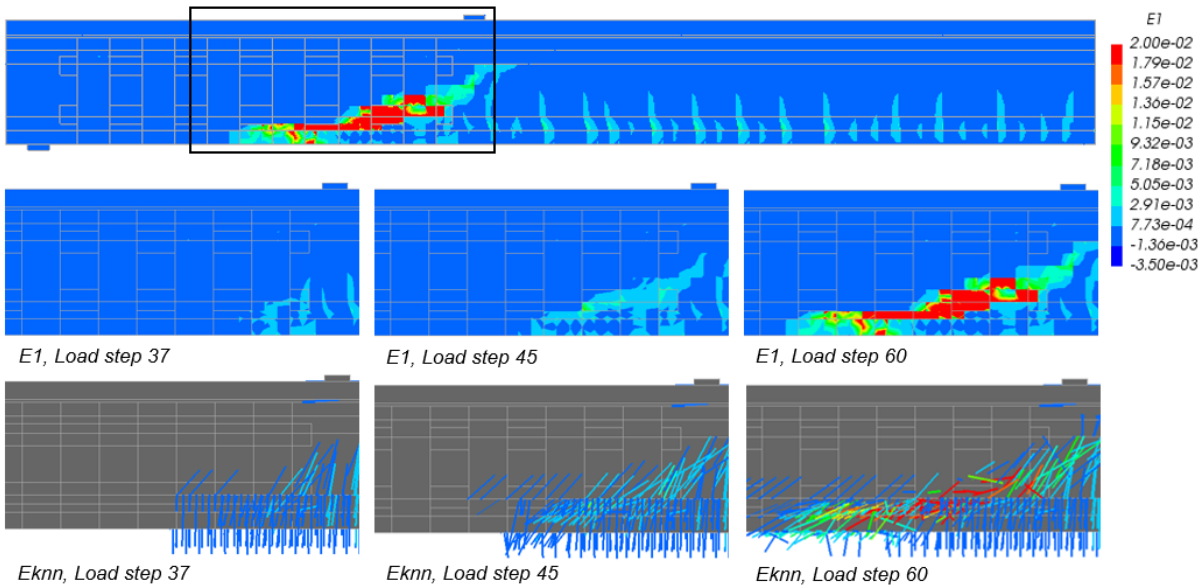 E1
2.00e-02
1.79e-02
1.57e-02
1.36e-02
1.15e-02
9.32e-03
7.18e-03
5.05e-03
2.91e-03
7.73e-04
-1.36e-03
-3.50e-03
E1, Load step 37
E1, Load step 45
E1, Load step 60
Eknn, Load step 37
Eknn, Load step 45
Eknn, Load step 60